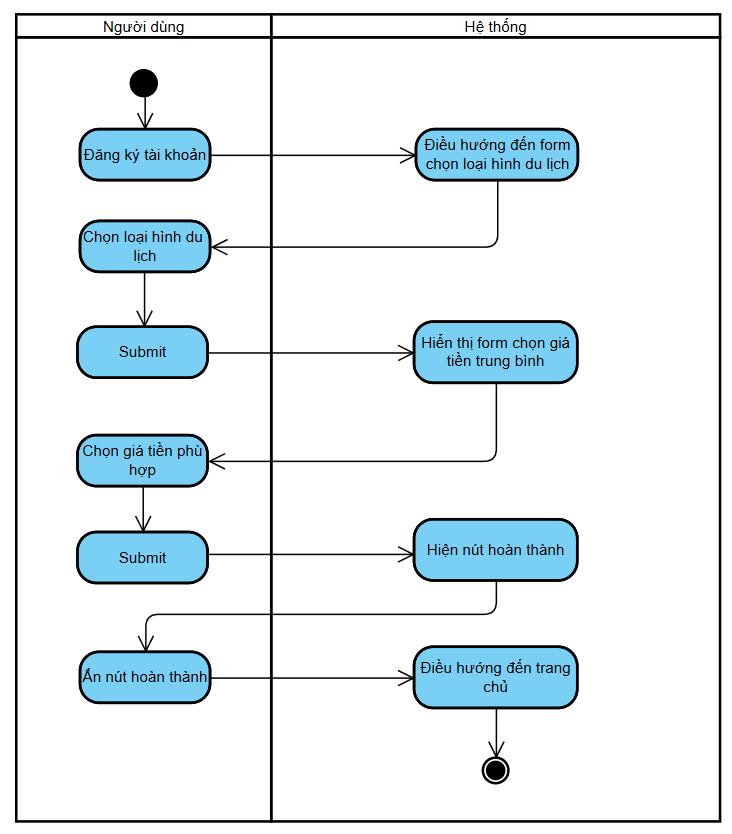 Người dùng
Hệ thống
Đăng ký tài khoản
Điều hướng đến form
chọn loại hình du lịch
Chọn loại hình du
lịch
Submit
Hiển thị form chọn giá
tiền trung bình
Chọn giá tiền phù
hợp
Submit
Hiện nút hoàn thành
Ấn nút hoàn thành
Điều hướng đến trang
chủ